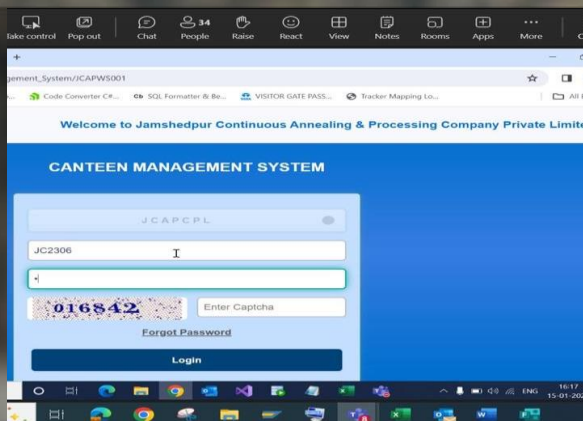 Take control Pop out Chat People Raise React View Notes Rooms Apps More
34
gement_System/JCAPWS001
Code Converter C#... SQL Formatter & Be... VISITOR GATE PASS... Tracker Mapping Lo... All
Welcome to Jamshedpur Continuous Annealing & Processing Company Private Limite
CANTEEN MANAGEMENT SYSTEM
JCAPCPL
JC2306
016842 Enter Captcha
Forgot Password
Login
ENG 16:17
15-01-202